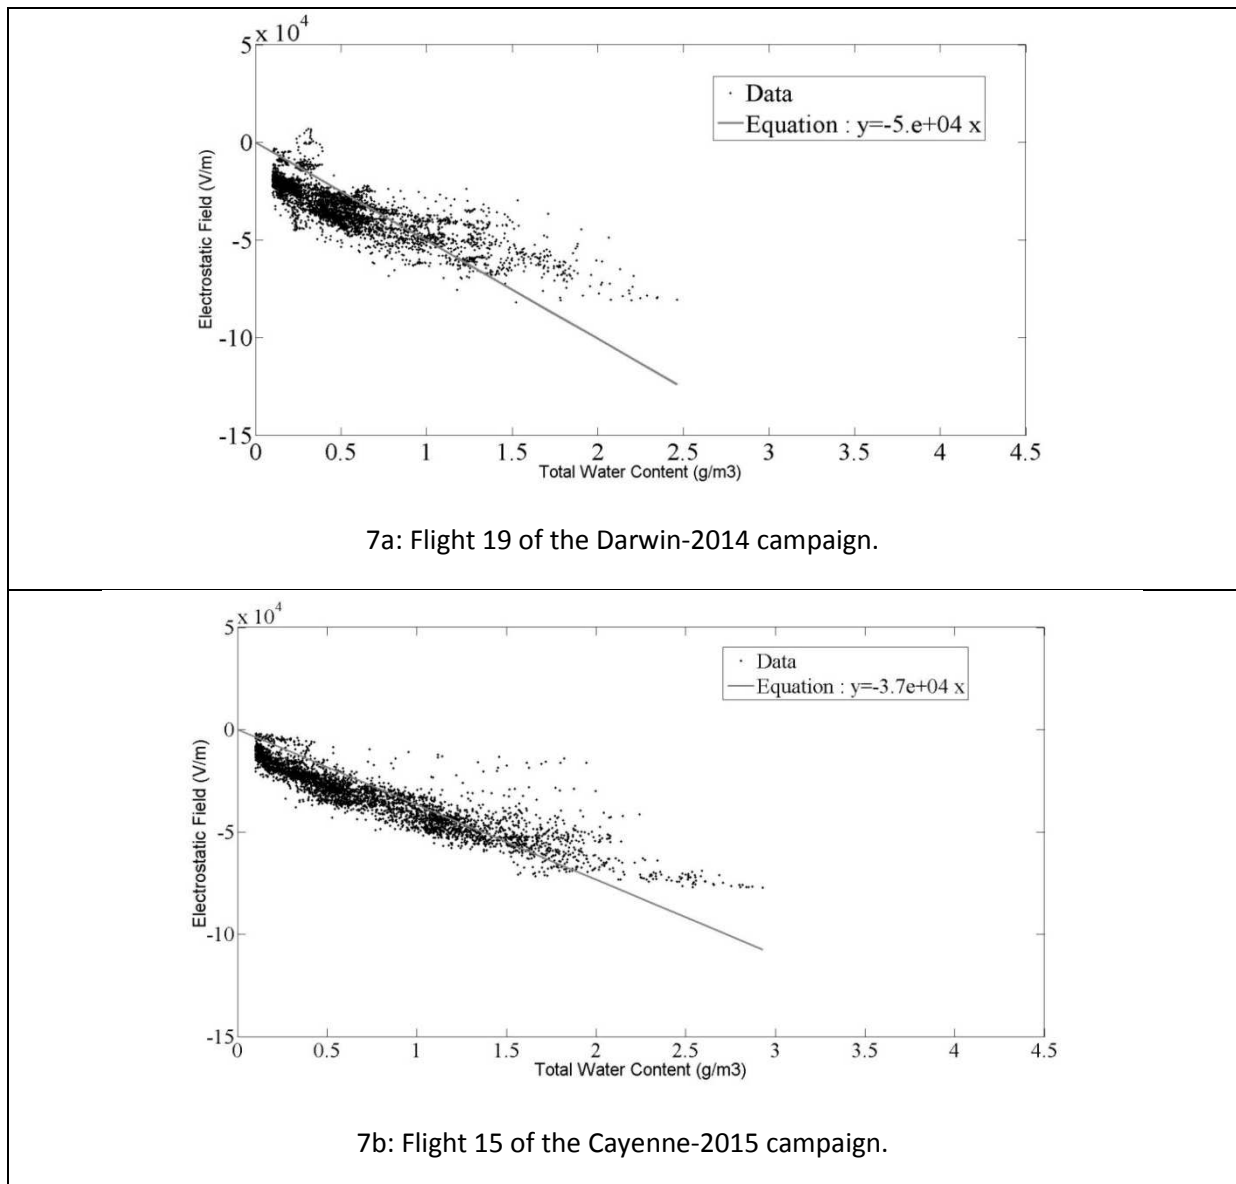 5 x 10^4
0
-5
-10
-15
Electrostatic Field (V/m)
Data
Equation : y=-5.e+04 x
0 0.5 1 1.5 2 2.5 3 3.5 4 4.5
Total Water Content (g/m3)
7a: Flight 19 of the Darwin-2014 campaign.
5 x 10^4
0
-5
-10
-15
Electrostatic Field (V/m)
Data
Equation : y=-3.7e+04 x
0 0.5 1 1.5 2 2.5 3 3.5 4 4.5
Total Water Content (g/m3)
7b: Flight 15 of the Cayenne-2015 campaign.